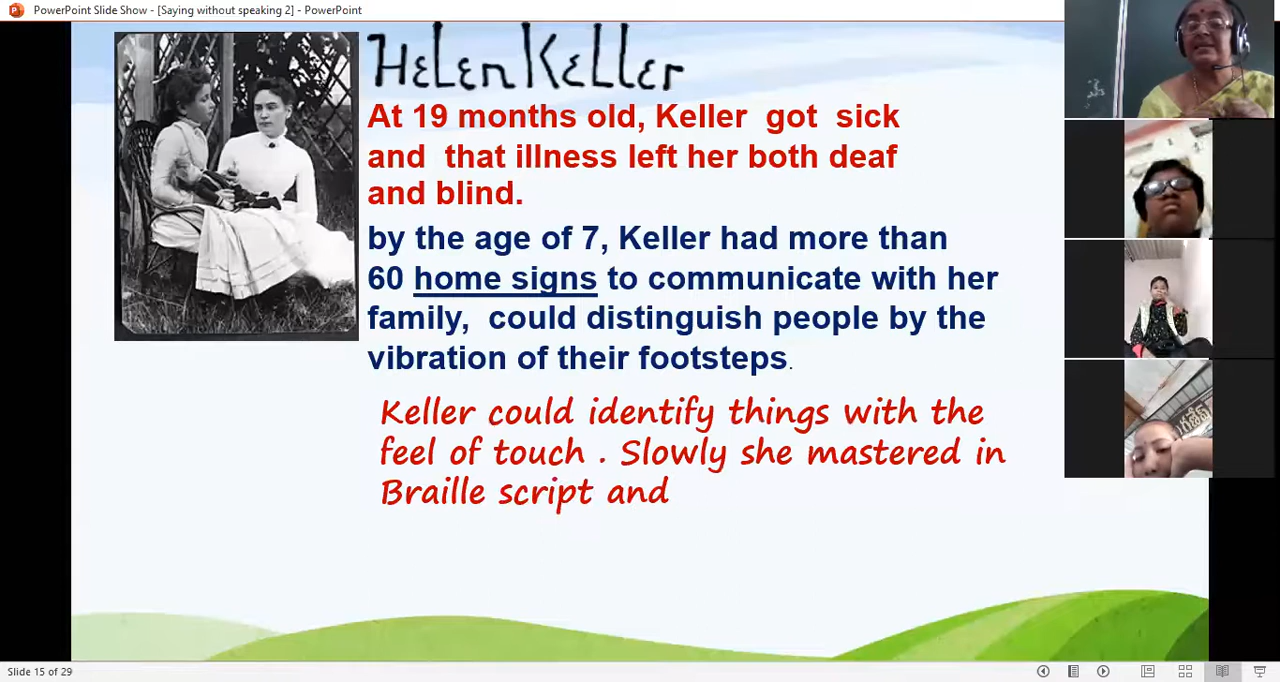 PowerPoint Slide Show - [Saying without speaking 2] - PowerPoint
Helen Keller
At 19 months old, Keller got sick
and that illness left her both deaf
and blind.
by the age of 7, Keller had more than
60 home signs to communicate with her
family, could distinguish people by the
vibration of their footsteps.
Keller could identify things with the
feel of touch . Slowly she mastered in
Braille script and
Slide 15 of 29